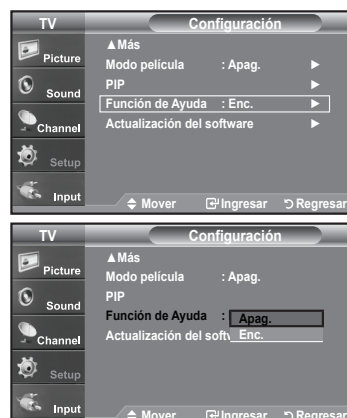 TV Configuración
▲Más
Picture
Modo película : Apag. ►
PIP ►
Sound
Función de Ayuda : Enc. ►
Channel
Actualización del software ►
Setup
Input
Mover Ingresar Regresar
TV Configuración
▲Más
Picture
Modo película : Apag.
PIP
Sound
Función de Ayuda : Apag.
Channel
Actualización del soft Enc.
Setup
Input
Mover Ingresar Regresar